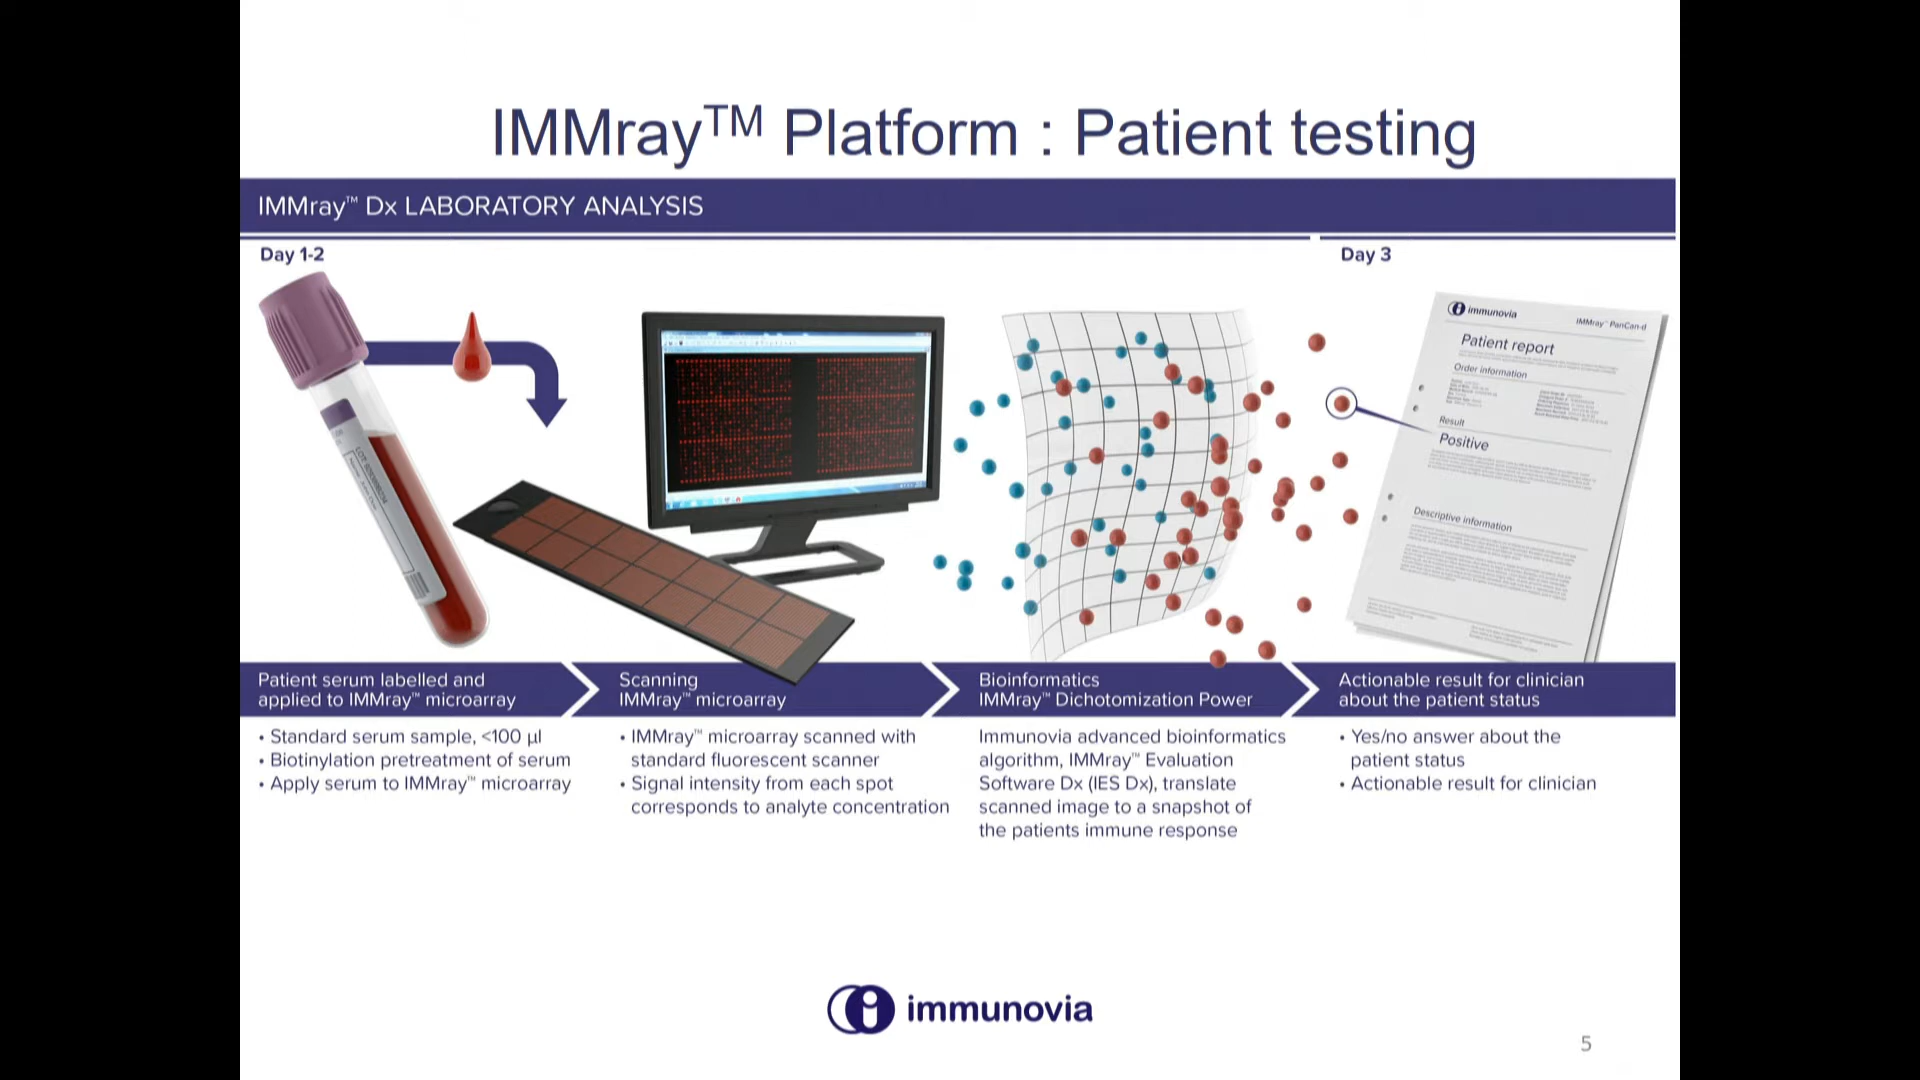 IMMray™ Platform : Patient testing
IMMray™ Dx LABORATORY ANALYSIS
Day 1-2
Day 3
immunovia
IMMray™ PanCan-d
Patient report
Order information
Result
Positive
Descriptive information
Patient serum labelled and
applied to IMMray™ microarray
• Standard serum sample, <100 µl
• Biotinylation pretreatment of serum
• Apply serum to IMMray™ microarray
Scanning
IMMray™ microarray
• IMMray™ microarray scanned with
standard fluorescent scanner
• Signal intensity from each spot
corresponds to analyte concentration
Bioinformatics
IMMray™ Dichotomization Power
Immunovia advanced bioinformatics
algorithm, IMMray™ Evaluation
Software Dx (IES Dx), translate
scanned image to a snapshot of
the patients immune response
Actionable result for clinician
about the patient status
• Yes/no answer about the
patient status
• Actionable result for clinician
immunovia
5